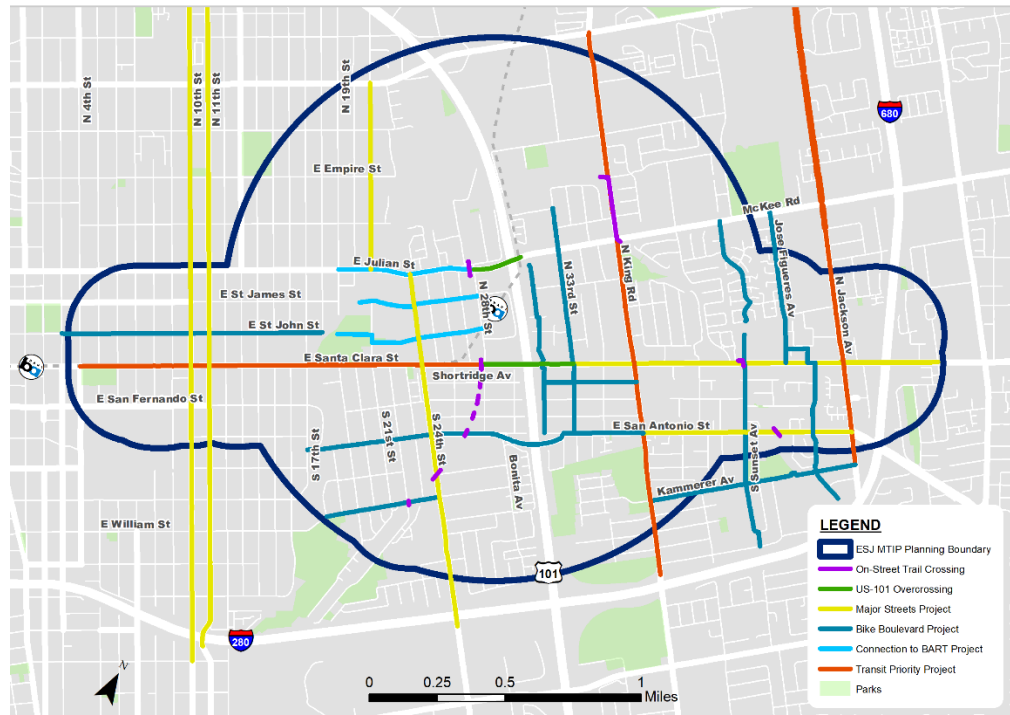 N 4th St
N 10th St
N 11th St
N 19th St
680
E Empire St
McKee Rd
Jose Figueres Av
E Julian St
N 28th St
N 33rd St
N King Rd
N Jackson Av
E St James St
E St John St
E Santa Clara St
Shortridge Av
E San Fernando St
S 17th St
S 21st St
S 24th St
E San Antonio St
S Sunset Av
Bonita Av
Kammerer Av
E William St
101
280
N
0 0.25 0.5 1
Miles
LEGEND
ESJ MTIP Planning Boundary
On-Street Trail Crossing
US-101 Overcrossing
Major Streets Project
Bike Boulevard Project
Connection to BART Project
Transit Priority Project
Parks